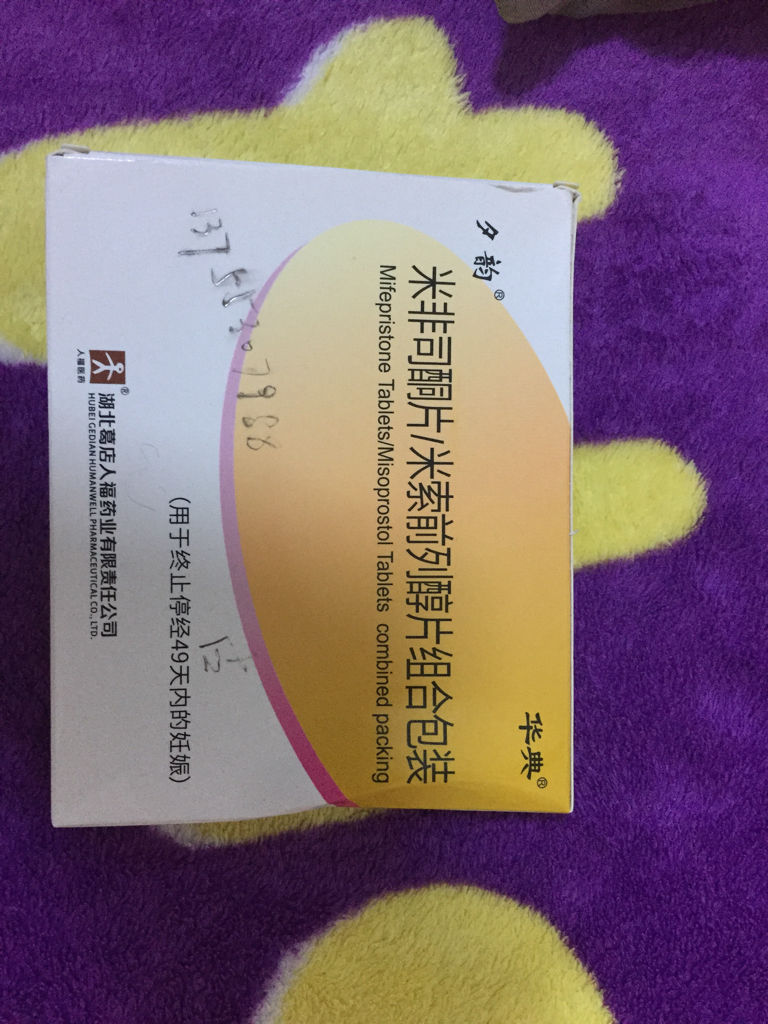 夕韵®
华典®
米非司酮片/米索前列醇片组合包装
Mifepristone Tablets/Misoprostol Tablets combined packing
137 55307988
(用于终止停经49天内的妊娠)
人福医药
®
湖北葛店人福药业有限责任公司
HUBEI GEDIAN HUMANWELL PHARMACEUTICAL CO., LTD.